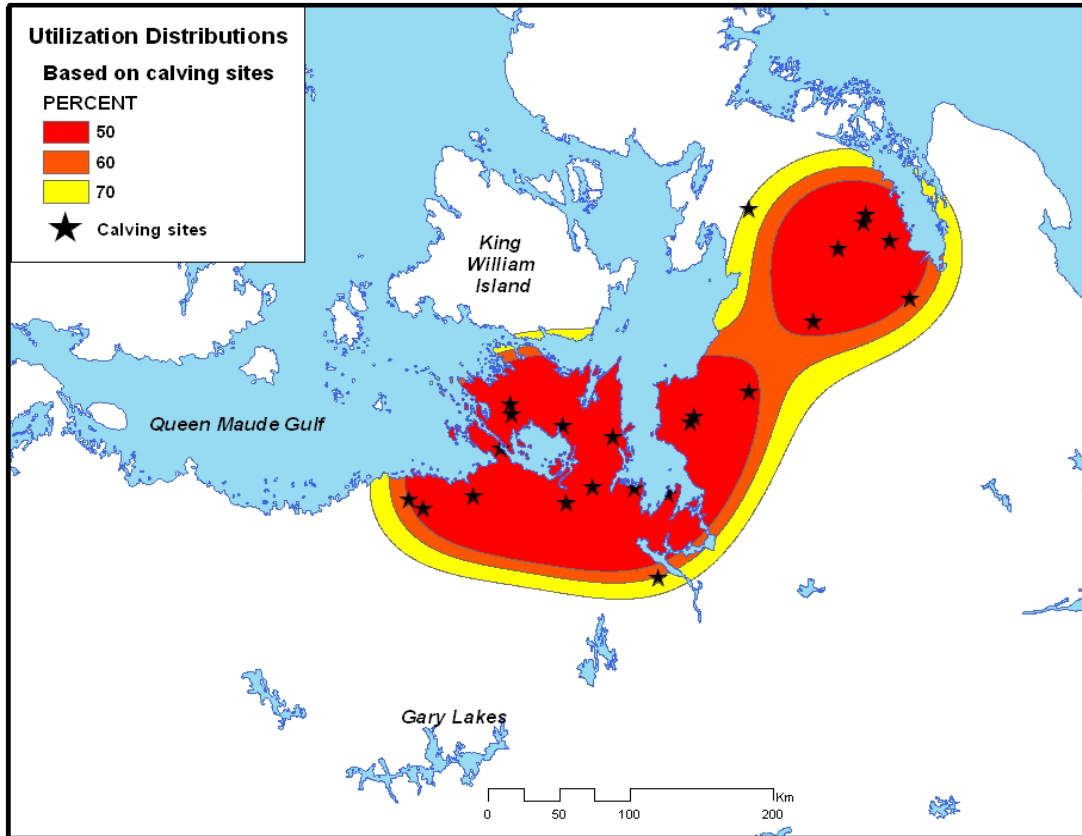 Utilization Distributions
Based on calving sites
PERCENT
50
60
70
Calving sites
King
William
Island
Queen Maude Gulf
Gary Lakes
Km
0 50 100 200